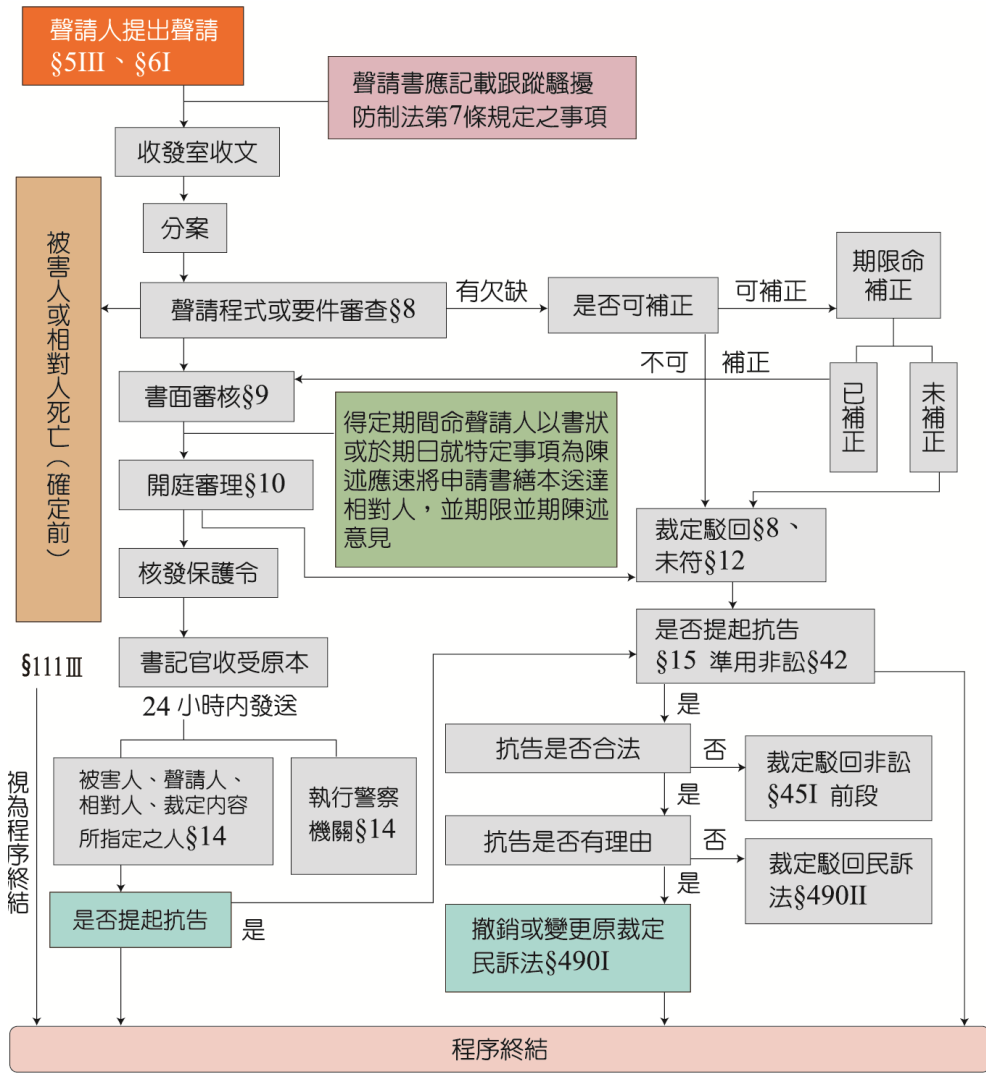 聲請人提出聲請
§5III、§6I
聲請書應記載跟蹤騷擾
防制法第7條規定之事項
收發室收文
分案
被害人或相對人死亡（確定前）
聲請程式或要件審查§8
有欠缺
是否可補正
可補正
期限命
補正
不可
補正
已補正
未補正
書面審核§9
得定期間命聲請人以書狀
或於期日就特定事項為陳
述應速將申請書繕本送達
相對人，並期限並期陳述
意見
開庭審理§10
裁定駁回§8、
未符§12
核發保護令
是否提起抗告
§15 準用非訟§42
書記官收受原本
§111III
24 小時內發送
是
抗告是否合法
否
裁定駁回非訟
§45I 前段
被害人、聲請人、
相對人、裁定內容
所指定之人§14
執行警察
機關§14
是
抗告是否有理由
否
裁定駁回民訴
法§490II
視為程序終結
是否提起抗告
是
是
撤銷或變更原裁定
民訴法§490I
程序終結